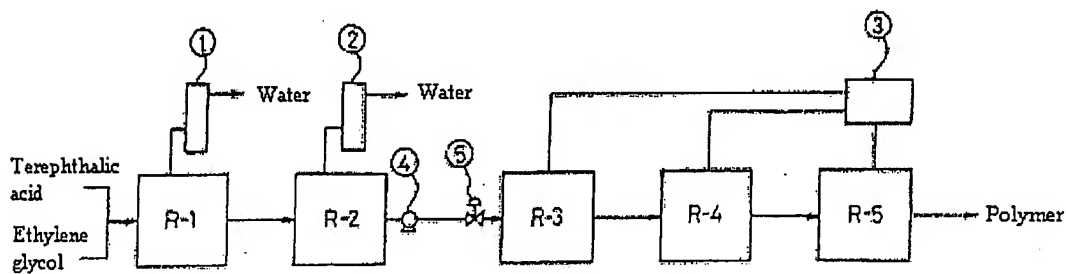 ①
②
③
Water
Water
Terephthalic
acid
④
⑤
R-1
R-2
R-3
R-4
R-5
Polymer
Ethylene
glycol